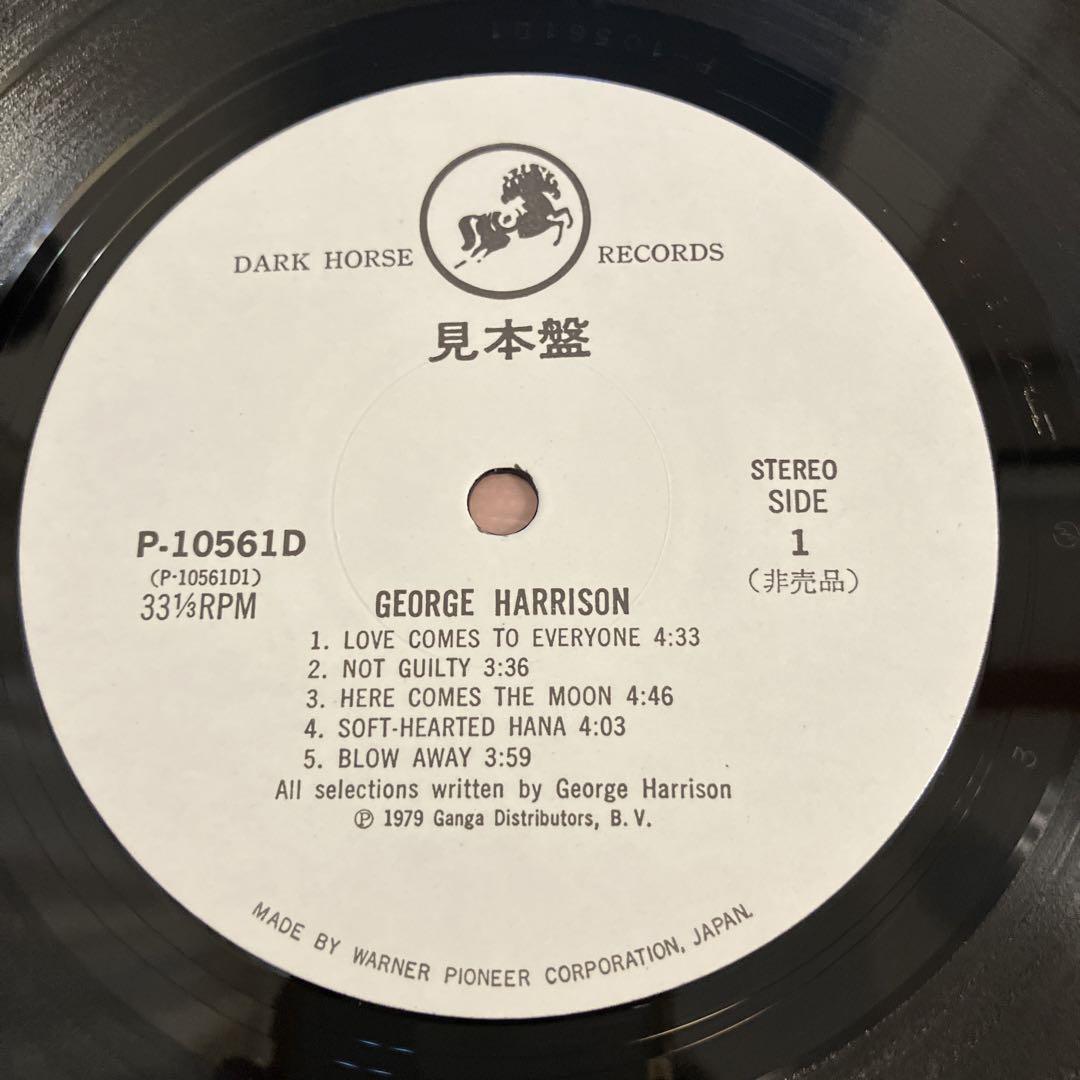 P-10561D1
DARK HORSE RECORDS
見本盤
STEREO
SIDE
1
(非売品)
P-10561D
(P-10561D1)
33⅓RPM
GEORGE HARRISON
1. LOVE COMES TO EVERYONE 4:33
2. NOT GUILTY 3:36
3. HERE COMES THE MOON 4:46
4. SOFT-HEARTED HANA 4:03
5. BLOW AWAY 3:59
All selections written by George Harrison
Ⓟ 1979 Ganga Distributors, B. V.
MADE BY WARNER PIONEER CORPORATION, JAPAN.
3